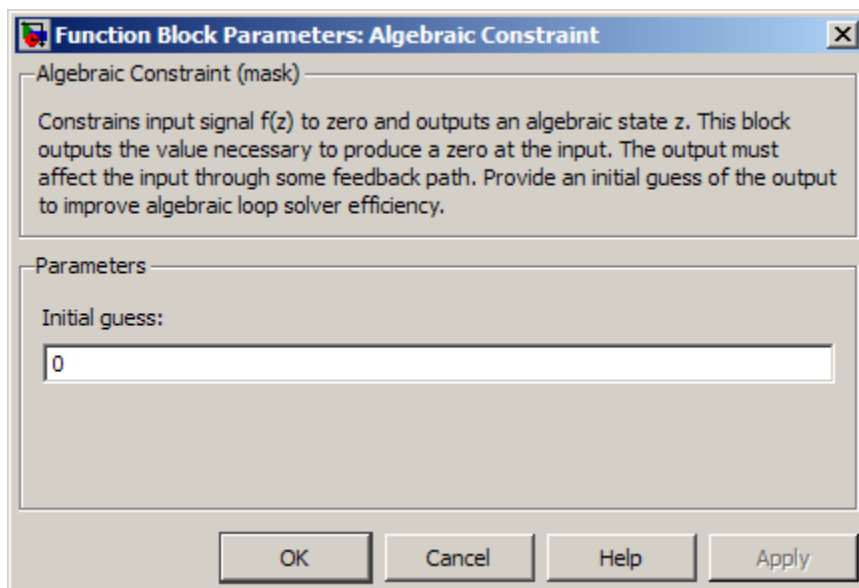 Function Block Parameters: Algebraic Constraint
Algebraic Constraint (mask)
Constrains input signal f(z) to zero and outputs an algebraic state z. This block
outputs the value necessary to produce a zero at the input. The output must
affect the input through some feedback path. Provide an initial guess of the output
to improve algebraic loop solver efficiency.
Parameters
Initial guess:
0
OK Cancel Help Apply